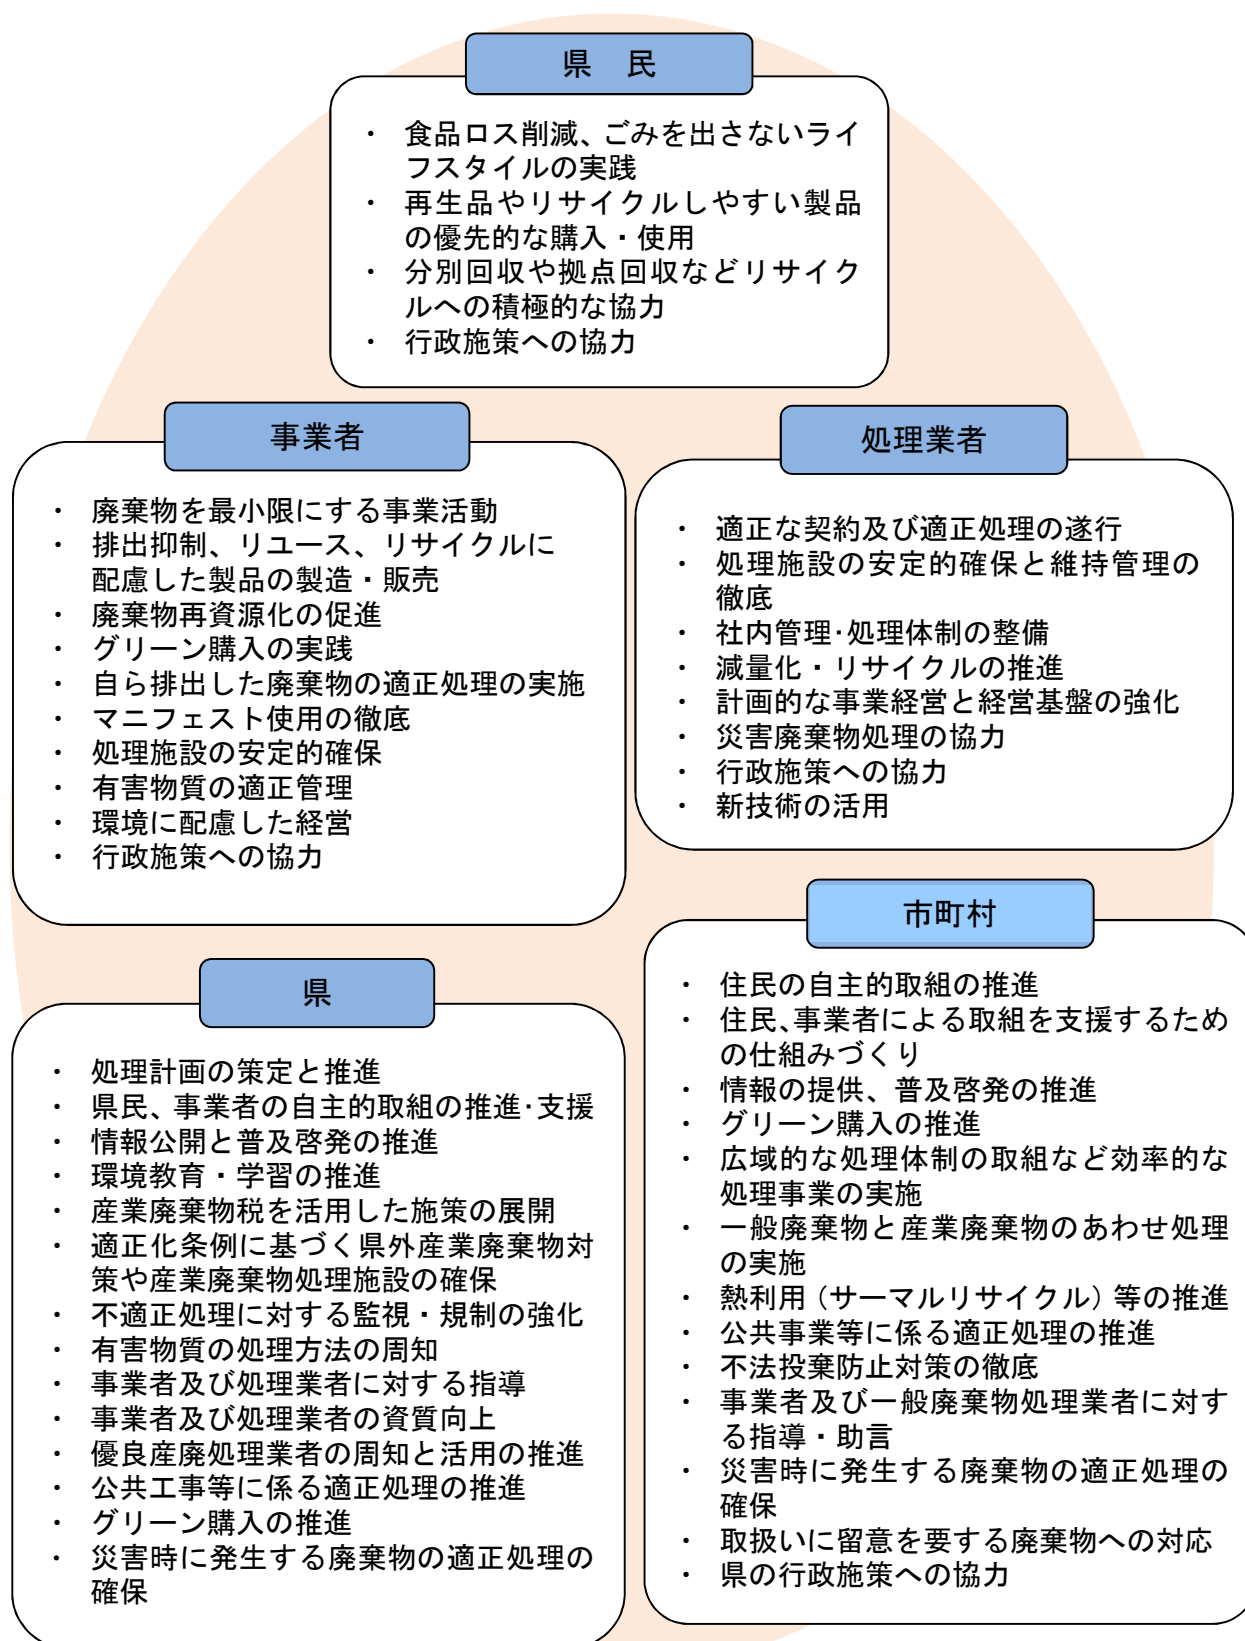 県　民
・ 食品ロス削減、ごみを出さないライ
フスタイルの実践
・ 再生品やリサイクルしやすい製品
の優先的な購入・使用
・ 分別回収や拠点回収などリサイク
ルへの積極的な協力
・ 行政施策への協力
事業者
・ 廃棄物を最小限にする事業活動
・ 排出抑制、リユース、リサイクルに
配慮した製品の製造・販売
・ 廃棄物再資源化の促進
・ グリーン購入の実践
・ 自ら排出した廃棄物の適正処理の実施
・ マニフェスト使用の徹底
・ 処理施設の安定的確保
・ 有害物質の適正管理
・ 環境に配慮した経営
・ 行政施策への協力
処理業者
・ 適正な契約及び適正処理の遂行
・ 処理施設の安定的確保と維持管理の
徹底
・ 社内管理･処理体制の整備
・ 減量化・リサイクルの推進
・ 計画的な事業経営と経営基盤の強化
・ 災害廃棄物処理の協力
・ 行政施策への協力
・ 新技術の活用
県
・ 処理計画の策定と推進
・ 県民、事業者の自主的取組の推進･支援
・ 情報公開と普及啓発の推進
・ 環境教育・学習の推進
・ 産業廃棄物税を活用した施策の展開
・ 適正化条例に基づく県外産業廃棄物対
策や産業廃棄物処理施設の確保
・ 不適正処理に対する監視・規制の強化
・ 有害物質の処理方法の周知
・ 事業者及び処理業者に対する指導
・ 事業者及び処理業者の資質向上
・ 優良産廃処理業者の周知と活用の推進
・ 公共工事等に係る適正処理の推進
・ グリーン購入の推進
・ 災害時に発生する廃棄物の適正処理の
確保
市町村
・ 住民の自主的取組の推進
・ 住民、事業者による取組を支援するため
の仕組みづくり
・ 情報の提供、普及啓発の推進
・ グリーン購入の推進
・ 広域的な処理体制の取組など効率的な
処理事業の実施
・ 一般廃棄物と産業廃棄物のあわせ処理
の実施
・ 熱利用（サーマルリサイクル）等の推進
・ 公共事業等に係る適正処理の推進
・ 不法投棄防止対策の徹底
・ 事業者及び一般廃棄物処理業者に対す
る指導・助言
・ 災害時に発生する廃棄物の適正処理の
確保
・ 取扱いに留意を要する廃棄物への対応
・ 県の行政施策への協力